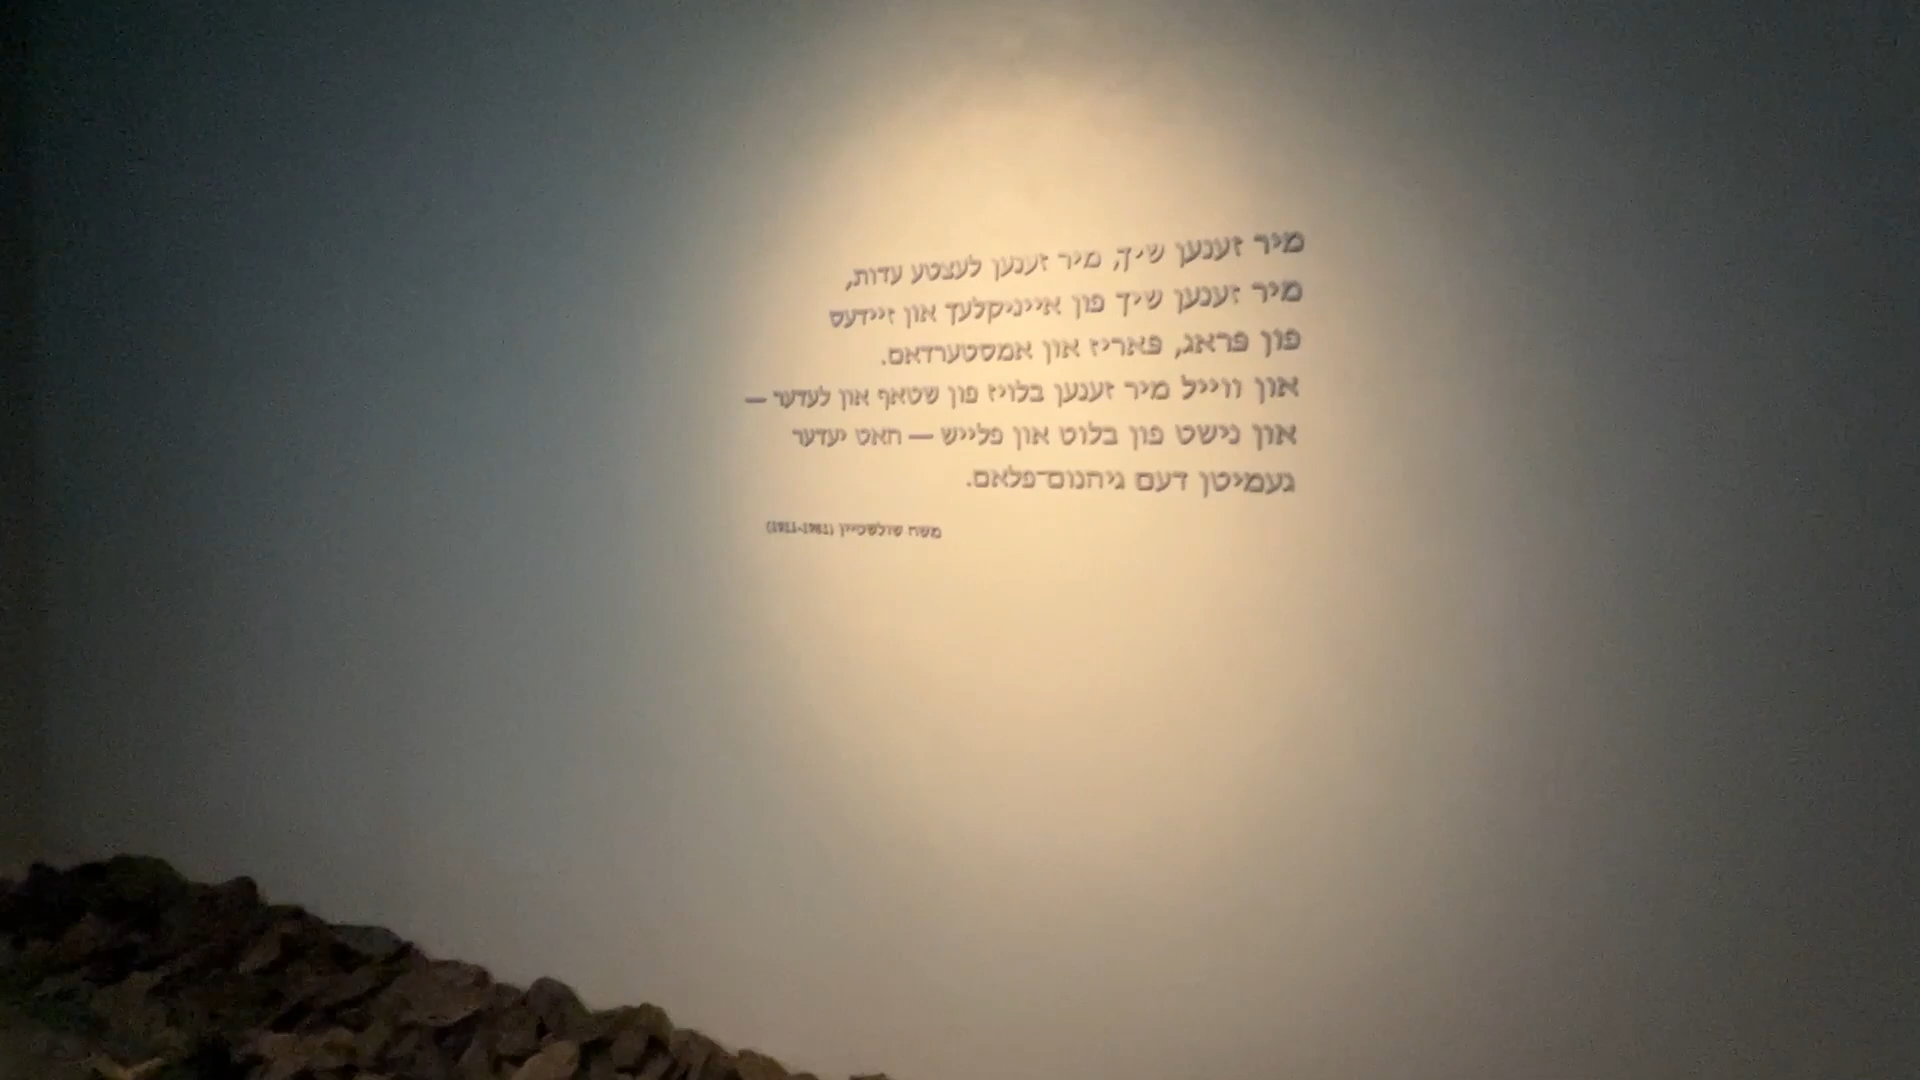 מיר זענען שיך, מיר זענען לעצטע עדות,
מיר זענען שיך פון אייניקלעך און זיידעס
פון פראג, פאריז און אמסטערדאם.
און ווייל מיר זענען בלויז פון שטאף און לעדער —
און נישט פון בלוט און פלייש — האט יעדער
געמיטן דעם גיהנום־פלאם.
משה שולשטיין (1911-1981)